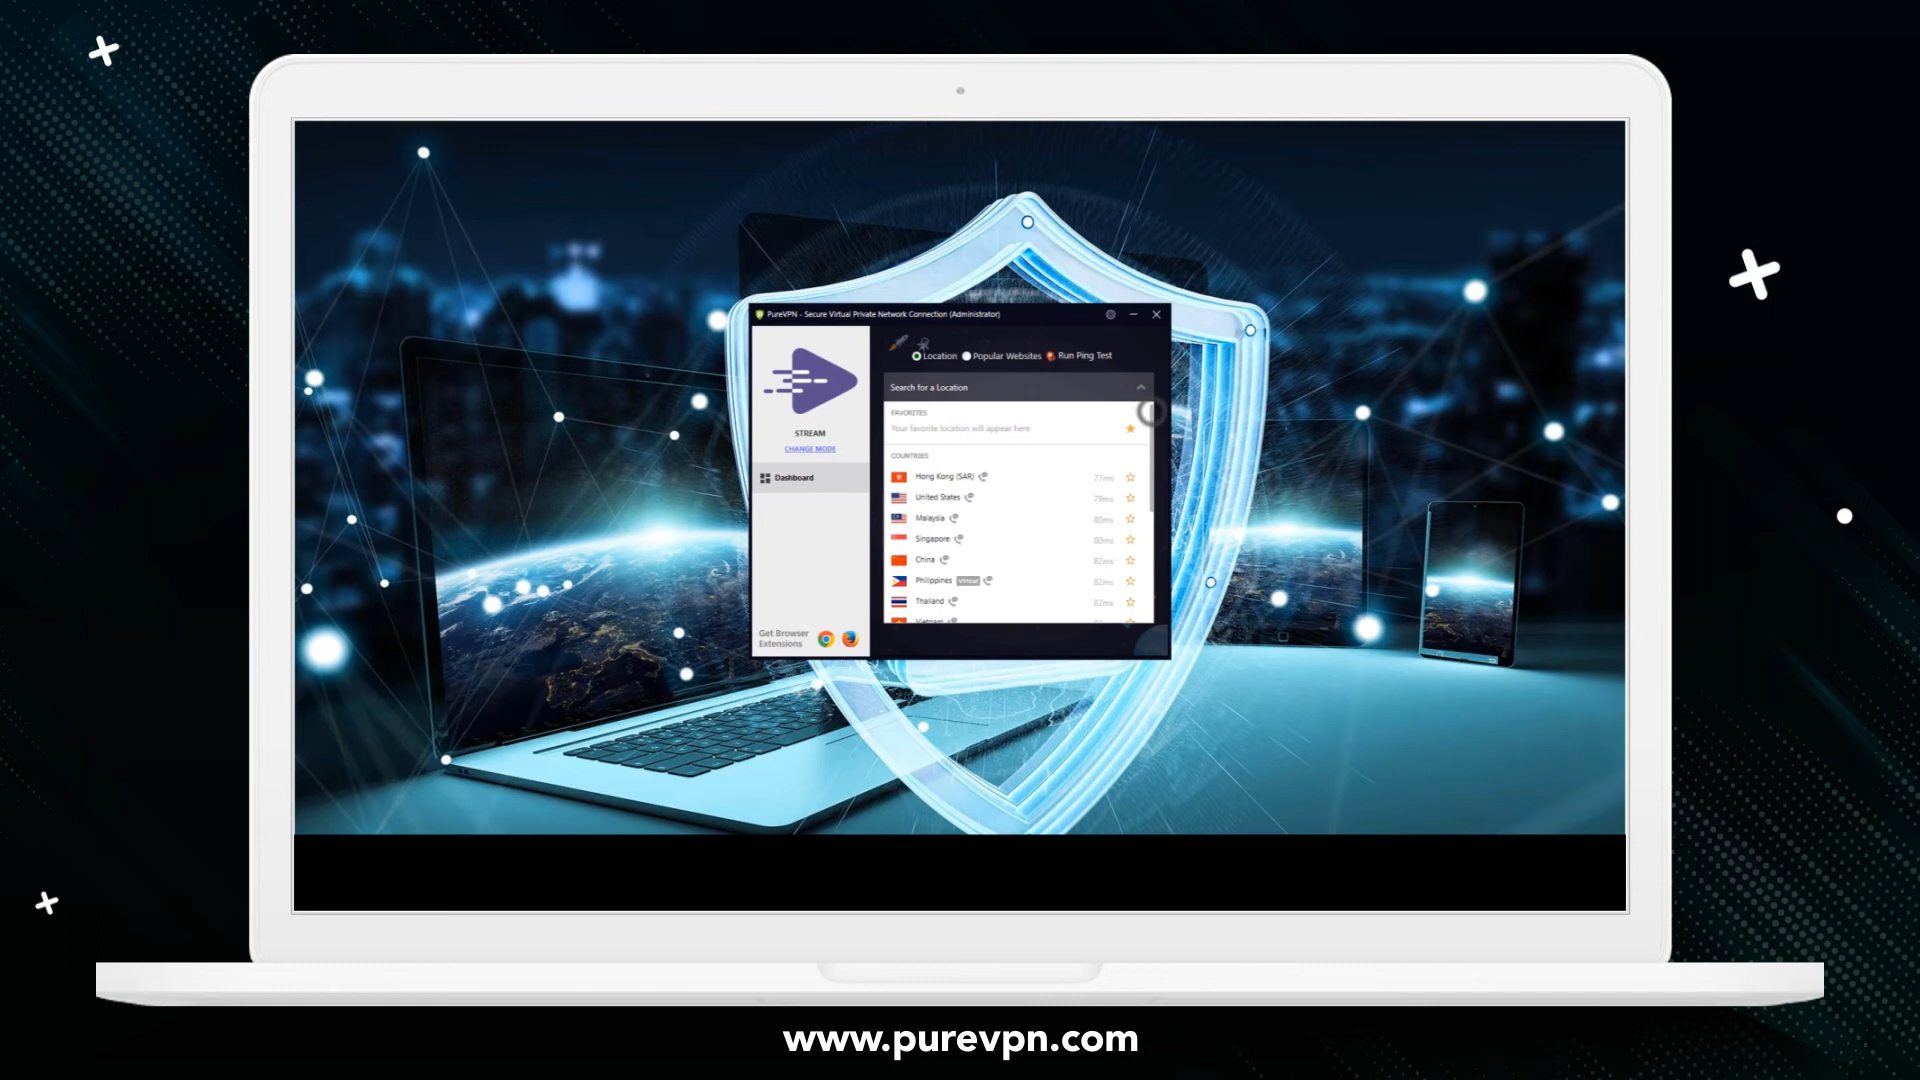 PureVPN - Secure Virtual Private Network Connection (Administrator)
Location Popular Websites Run Ping Test
Search for a Location
FAVORITES
Your favorite location will appear here
STREAM
CHANGE MODE
COUNTRIES
Dashboard
Hong Kong (SAR) 77ms
United States 79ms
Malaysia 80ms
Singapore 80ms
China 82ms
Philippines Virtual 82ms
Thailand 82ms
Vietnam
Get Browser
Extensions
www.purevpn.com